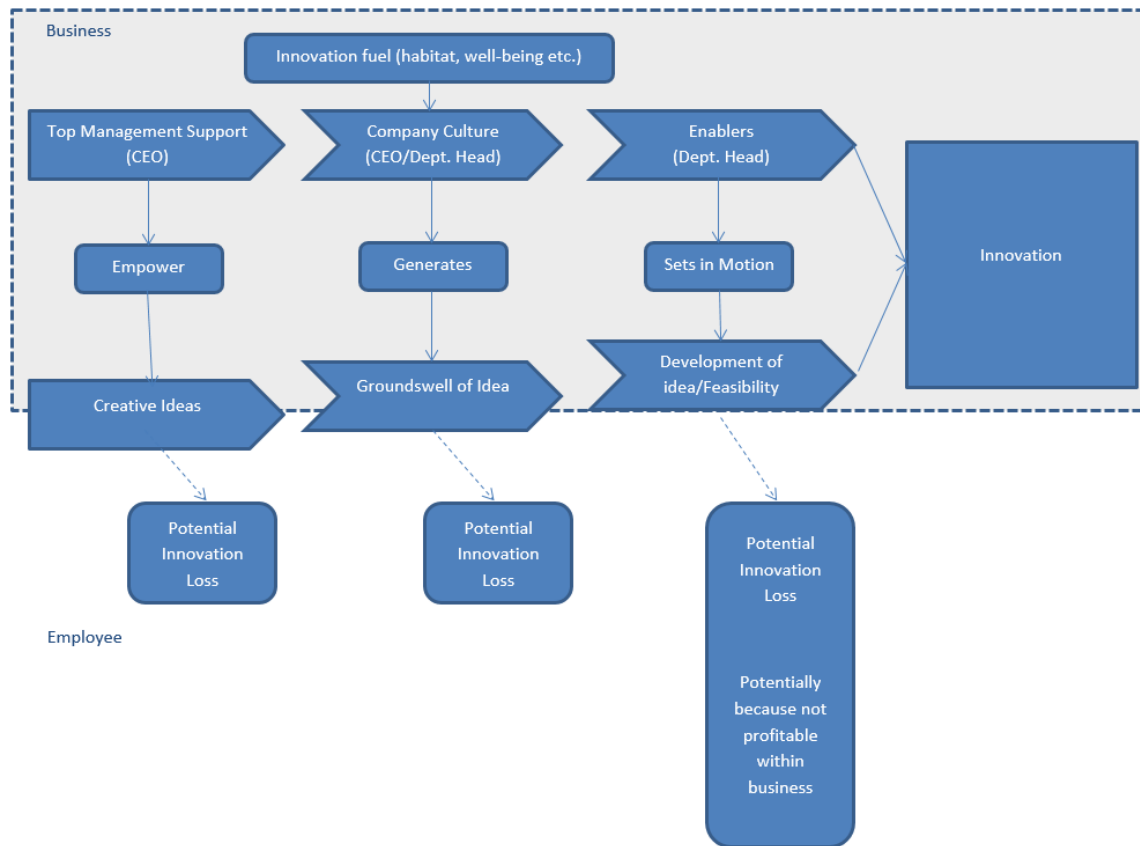 Business
Innovation fuel (habitat, well-being etc.)
Top Management Support
(CEO)
Company Culture
(CEO/Dept. Head)
Enablers
(Dept. Head)
Innovation
Empower
Generates
Sets in Motion
Creative Ideas
Groundswell of Idea
Development of
idea/Feasibility
Potential
Innovation
Loss
Potential
Innovation
Loss
Potential
Innovation
Loss
Potentially
because not
profitable
within
business
Employee